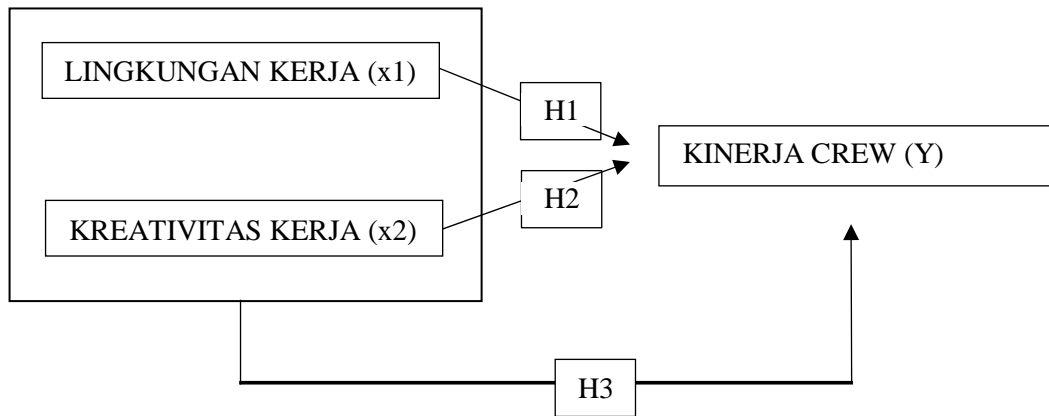 LINGKUNGAN KERJA (x1)
H1
KINERJA CREW (Y)
H2
KREATIVITAS KERJA (x2)
H3